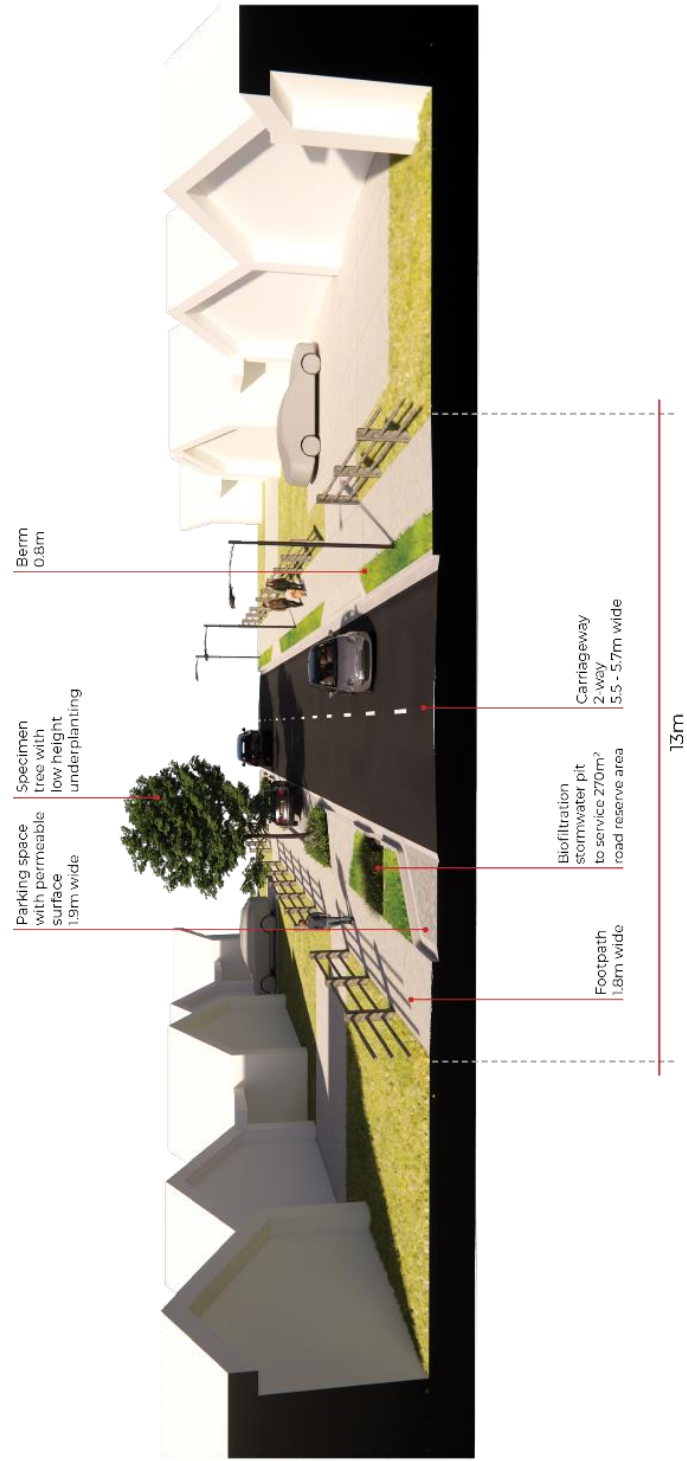 Parking space
with permeable
surface
1.9m wide
Specimen
tree with
low height
underplanting
Berm
0.8m
Footpath
1.8m wide
Biofiltration
stormwater pit
to service 270m²
road reserve area
Carriageway
2-way
5.5 - 5.7m wide
13m